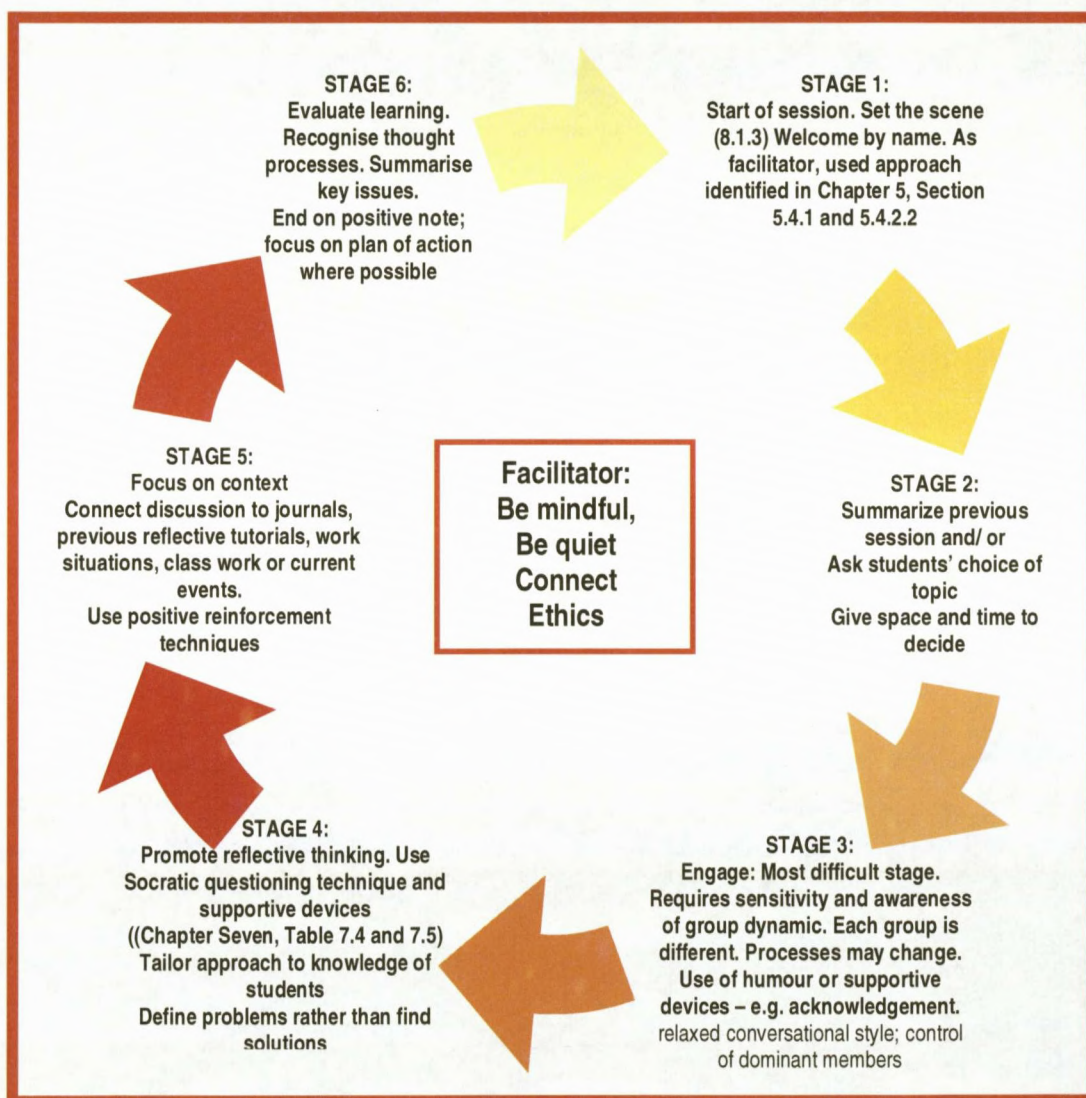 STAGE 1:
Start of session. Set the scene
(8.1.3) Welcome by name. As
facilitator, used approach
identified in Chapter 5, Section
5.4.1 and 5.4.2.2
STAGE 2:
Summarize previous
session and/ or
Ask students' choice of
topic
Give space and time to
decide
STAGE 3:
Engage: Most difficult stage.
Requires sensitivity and awareness
of group dynamic. Each group is
different. Processes may change.
Use of humour or supportive
devices – e.g. acknowledgement.
relaxed conversational style; control
of dominant members
STAGE 4:
Promote reflective thinking. Use
Socratic questioning technique and
supportive devices
((Chapter Seven, Table 7.4 and 7.5)
Tailor approach to knowledge of
students
Define problems rather than find
solutions
STAGE 5:
Focus on context
Connect discussion to journals,
previous reflective tutorials, work
situations, class work or current
events.
Use positive reinforcement
techniques
STAGE 6:
Evaluate learning.
Recognise thought
processes. Summarise
key issues.
End on positive note;
focus on plan of action
where possible
Facilitator:
Be mindful,
Be quiet
Connect
Ethics